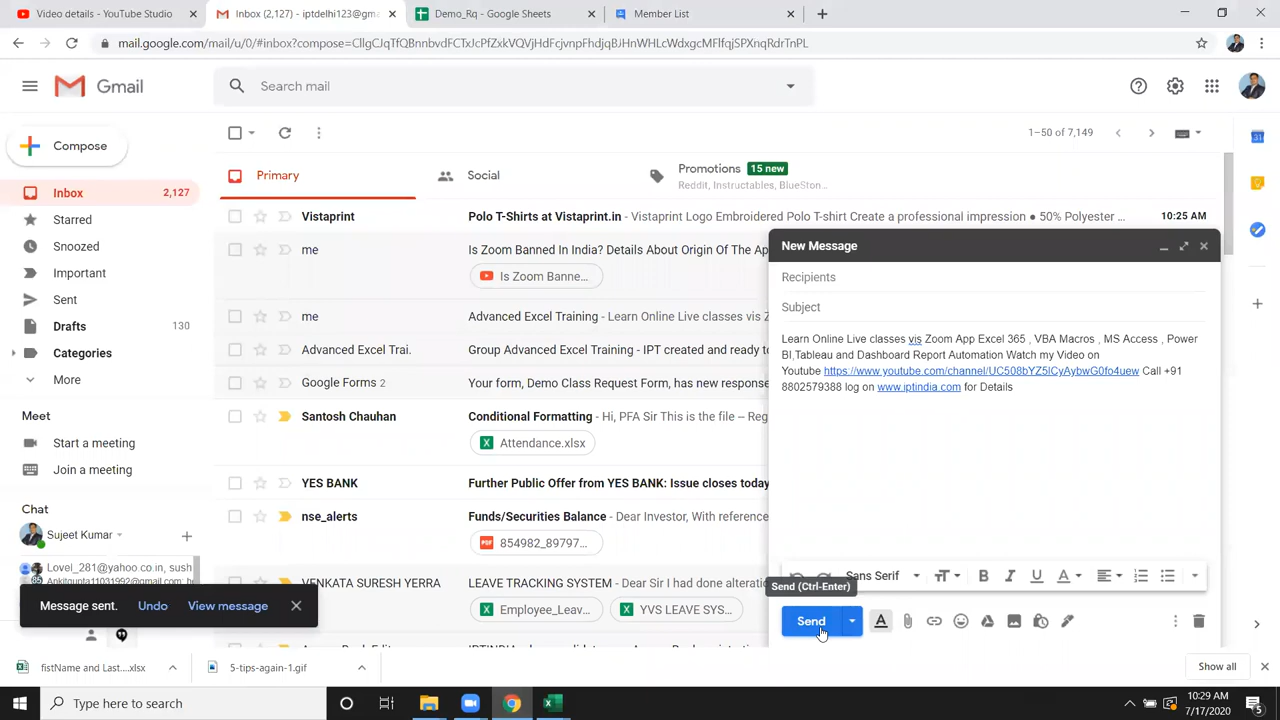 Video details - YouTube Studio
Inbox (2,127) - iptdelhi123@gm
Demo_Rq - Google Sheets
Member List
mail.google.com/mail/u/0/#inbox?compose=CllgCJqTfQBnnbvdFCTxJcPfZxkVQVjHdFcjvnpFhdjqBJHnWHLcWdxgcMFlfqjSPXnqRdrTnPL
Gmail
Search mail
Compose
1–50 of 7,149
Inbox 2,127
Starred
Snoozed
Important
Sent
Drafts 130
Categories
More
Meet
Start a meeting
Join a meeting
Chat
Sujeet Kumar
Lovel_281@yahoo.co.in, sush
Ankitgupta11031992@gmail.com: h
Primary
Social
Promotions 15 new
Reddit, Instructables, BlueSton...
Vistaprint Polo T-Shirts at Vistaprint.in - Vistaprint Logo Embroidered Polo T-shirt Create a professional impression ● 50% Polyester ... 10:25 AM
me Is Zoom Banned In India? Details About Origin Of The Ap
Is Zoom Banne...
me Advanced Excel Training - Learn Online Live classes vis Z
Advanced Excel Trai. Group Advanced Excel Training - IPT created and ready to
Google Forms 2 Your form, Demo Class Request Form, has new response
Santosh Chauhan Conditional Formatting - Hi, PFA Sir This is the file -- Reg
Attendance.xlsx
YES BANK Further Public Offer from YES BANK: Issue closes today
nse_alerts Funds/Securities Balance - Dear Investor, With reference
854982_89797...
VENKATA SURESH YERRA LEAVE TRACKING SYSTEM - Dear Sir I had done alteratio
Employee_Leav... YVS LEAVE SYS...
New Message
Recipients
Subject
Learn Online Live classes vis Zoom App Excel 365 , VBA Macros , MS Access , Power
BI,Tableau and Dashboard Report Automation Watch my Video on
Youtube https://www.youtube.com/channel/UC508bYZ5ICyAybwG0fo4uew Call +91
8802579388 log on www.iptindia.com for Details
Sans Serif
Send (Ctrl-Enter)
Send
Message sent. Undo View message
fistName and Last....xlsx
5-tips-again-1.gif
Show all
Type here to search
10:29 AM
7/17/2020
5